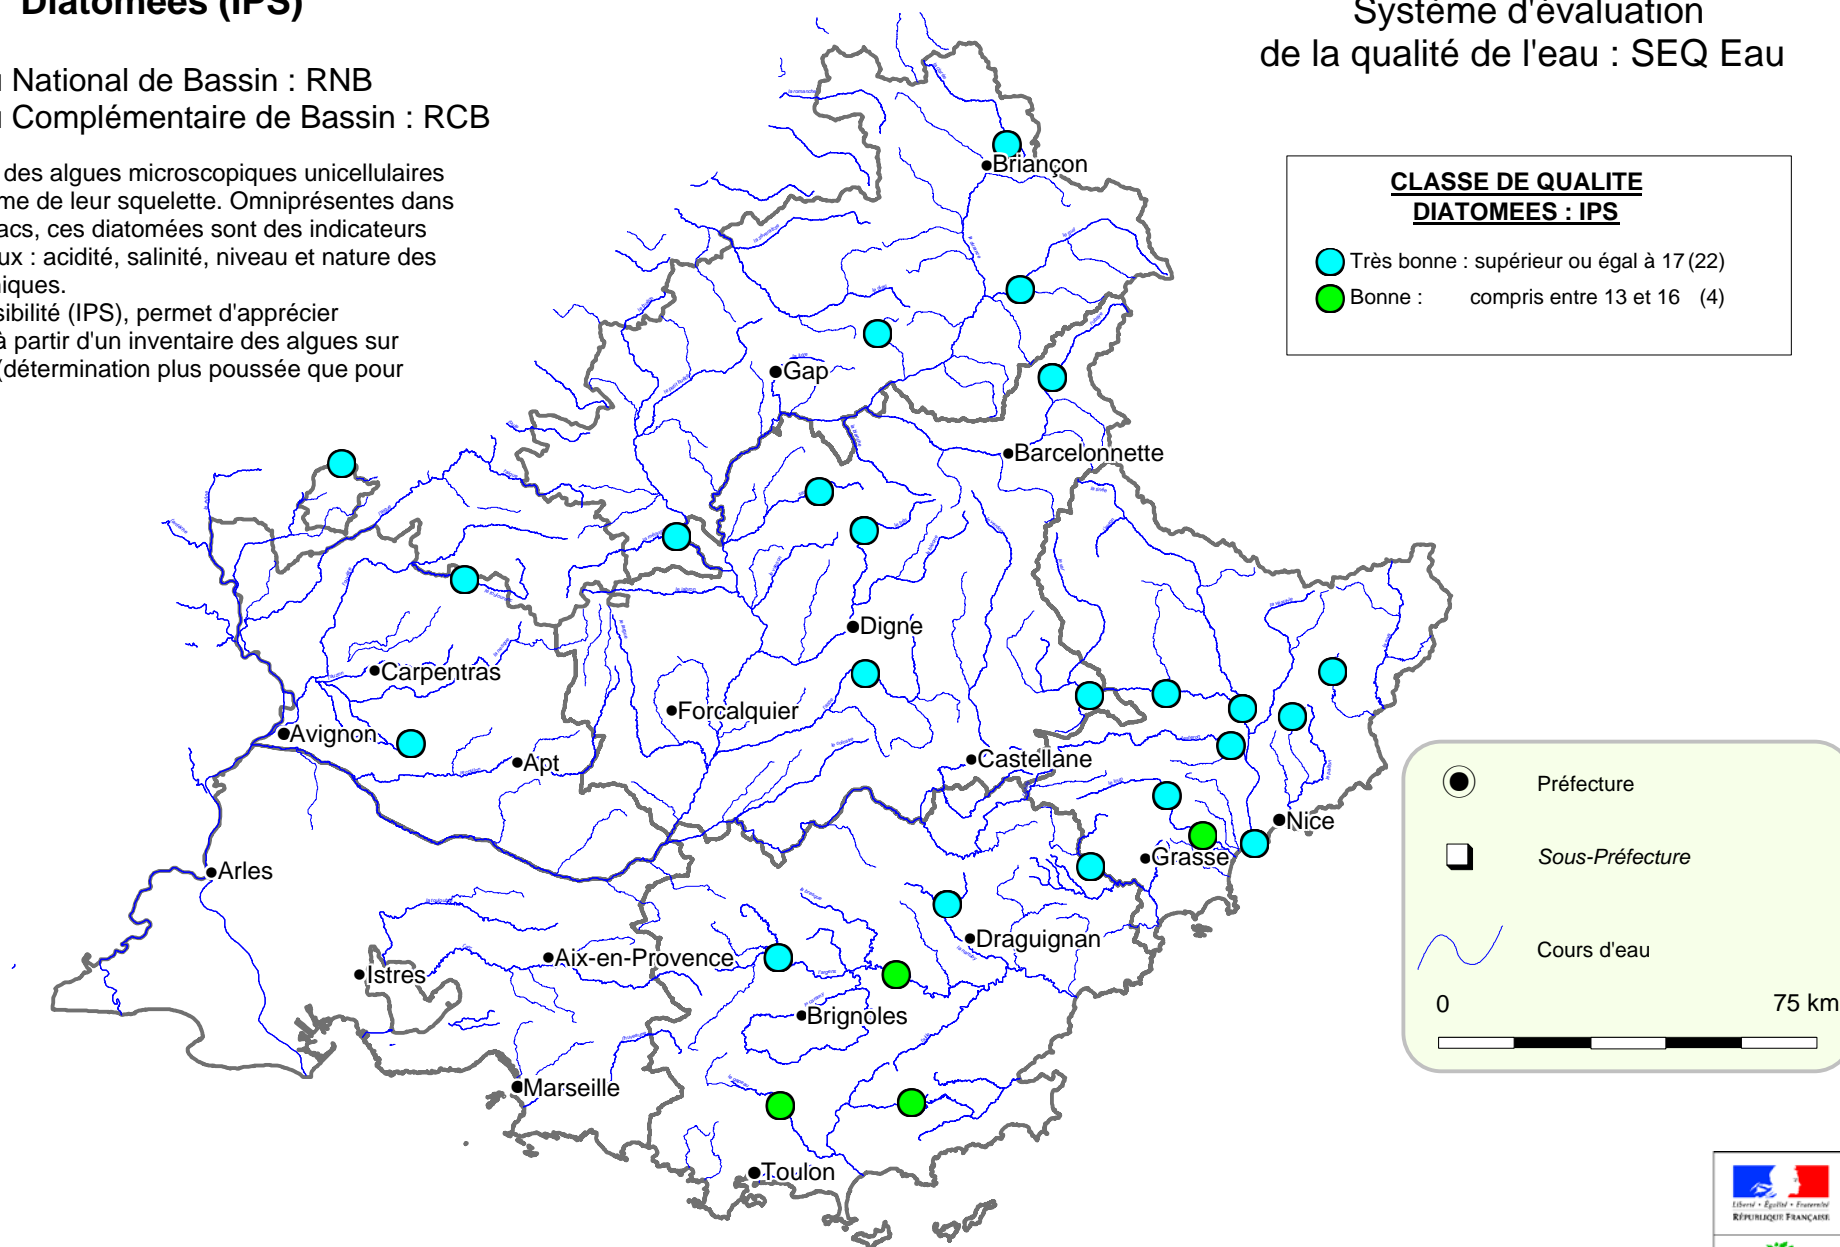 Diatomées (IPS)
Système d'évaluation
de la qualité de l'eau : SEQ Eau
National de Bassin : RNB
Complémentaire de Bassin : RCB
des algues microscopiques unicellulaires
de leur squelette. Omniprésentes dans
ces diatomées sont des indicateurs
: acidité, salinité, niveau et nature des
(IPS), permet d'apprécier
à partir d'un inventaire des algues sur
(détermination plus poussée que pour
CLASSE DE QUALITE
DIATOMEES : IPS
Très bonne : supérieur ou égal à 17 (22)
Bonne : compris entre 13 et 16 (4)
Briançon
Gap
Barcelonnette
Digne
Carpentras
Forcalquier
Avignon
Apt
Castellane
Nice
Grasse
Arles
Draguignan
Aix-en-Provence
Istres
Brignoles
Marseille
Toulon
Préfecture
Sous-Préfecture
Cours d'eau
0 75 km
Liberté • Égalité • Fraternité
RÉPUBLIQUE FRANÇAISE